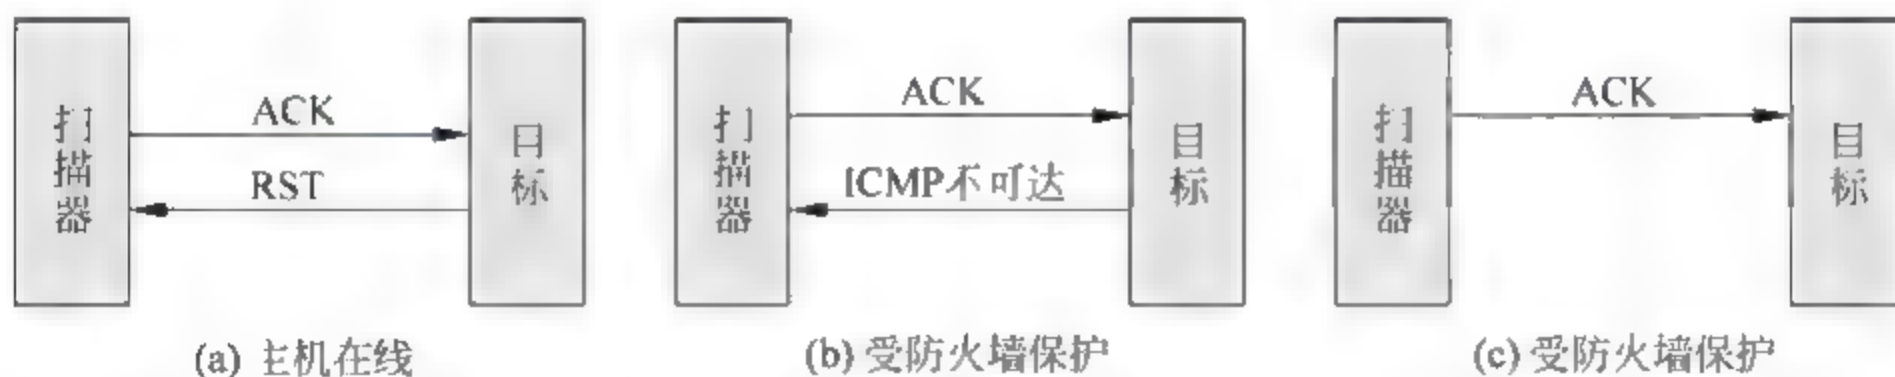 扫描器
ACK
RST
目标
(a) 主机在线
扫描器
ACK
ICMP不可达
目标
(b) 受防火墙保护
扫描器
ACK
目标
(c) 受防火墙保护